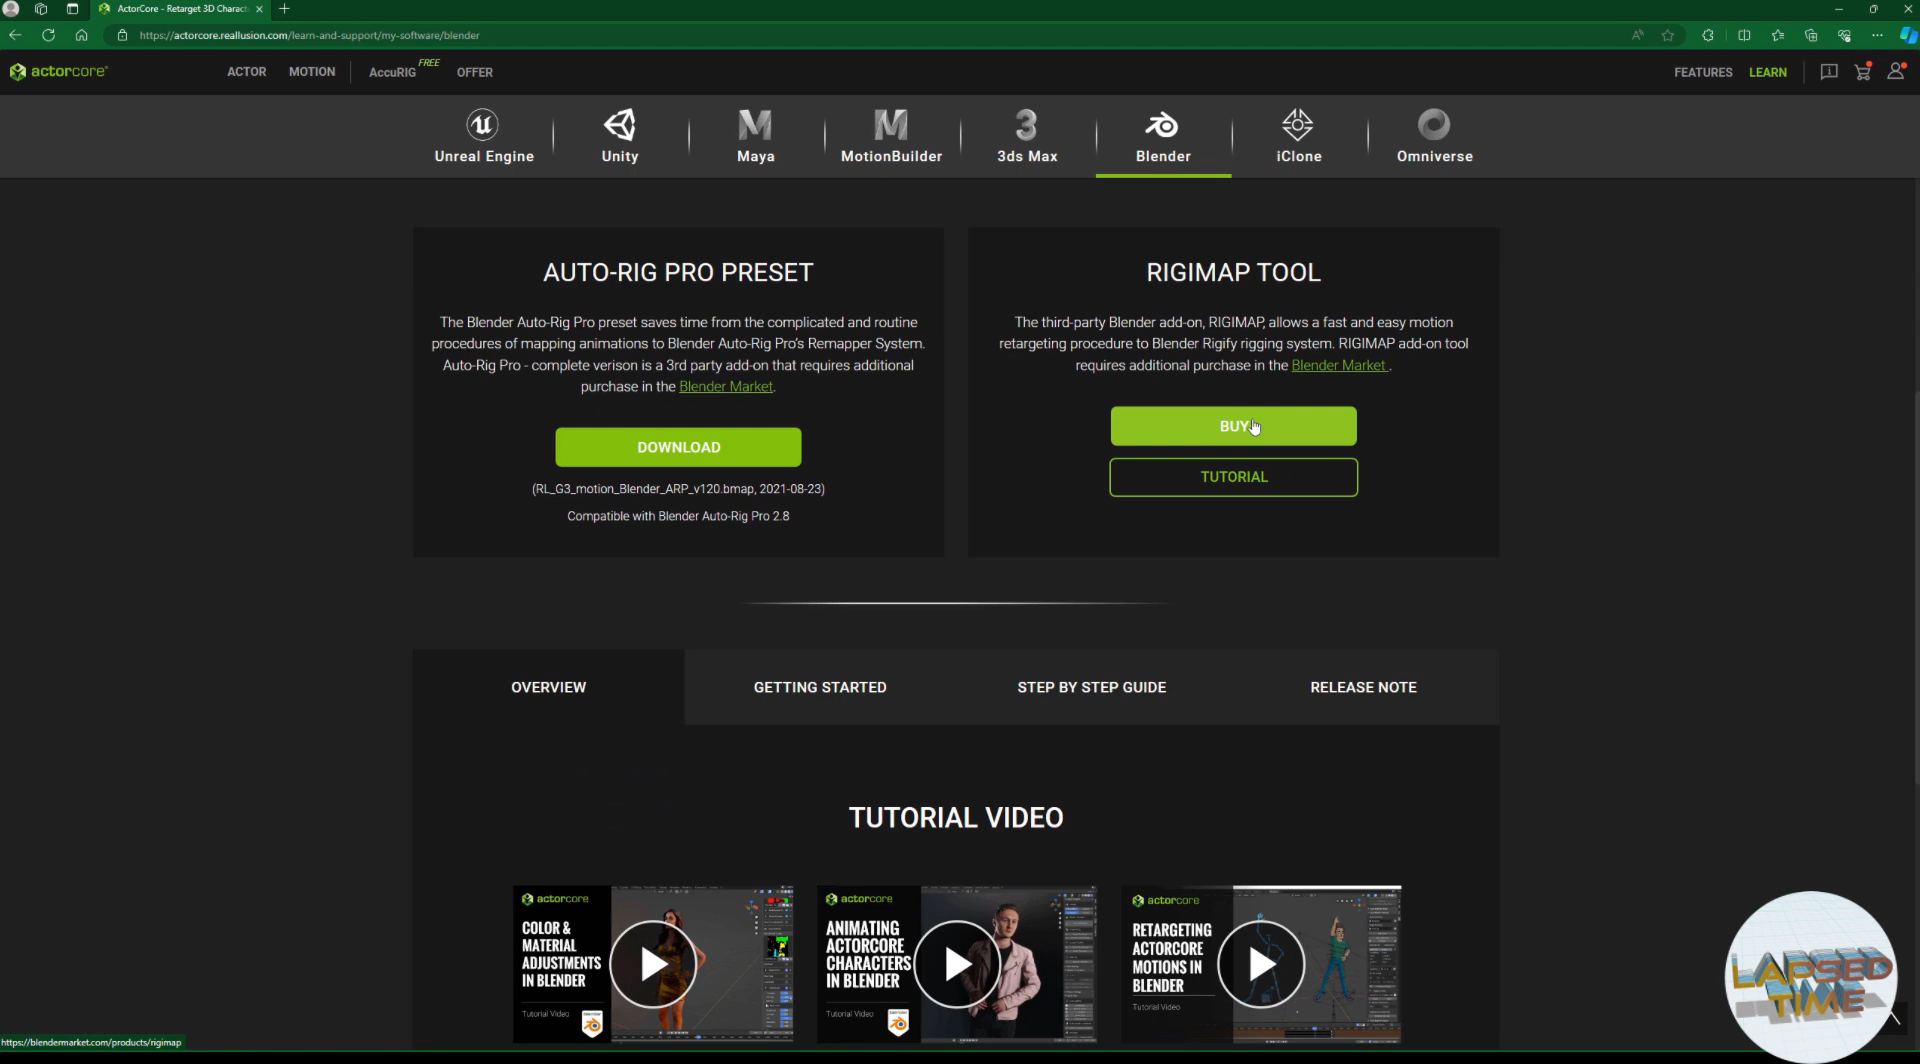 ActorCore - Retarget 3D Charact
https://actorcore.reallusion.com/learn-and-support/my-software/blender
actorcore
ACTOR
MOTION
AccuRIG
FREE
OFFER
FEATURES
LEARN
Unreal Engine
Unity
Maya
MotionBuilder
3ds Max
Blender
iClone
Omniverse
AUTO-RIG PRO PRESET
The Blender Auto-Rig Pro preset saves time from the complicated and routine
procedures of mapping animations to Blender Auto-Rig Pro's Remapper System.
Auto-Rig Pro - complete verison is a 3rd party add-on that requires additional
purchase in the Blender Market.
DOWNLOAD
(RL_G3_motion_Blender_ARP_v120.bmap, 2021-08-23)
Compatible with Blender Auto-Rig Pro 2.8
RIGIMAP TOOL
The third-party Blender add-on, RIGIMAP, allows a fast and easy motion
retargeting procedure to Blender Rigify rigging system. RIGIMAP add-on tool
requires additional purchase in the Blender Market .
BUY
TUTORIAL
OVERVIEW
GETTING STARTED
STEP BY STEP GUIDE
RELEASE NOTE
TUTORIAL VIDEO
actorcore
COLOR &
MATERIAL
ADJUSTMENTS
IN BLENDER
Tutorial Video
actorcore
ANIMATING
ACTORCORE
CHARACTERS
IN BLENDER
Tutorial Video
actorcore
RETARGETING
ACTORCORE
MOTIONS IN
BLENDER
Tutorial Video
LAPSED
TIME
https://blendermarket.com/products/rigimap